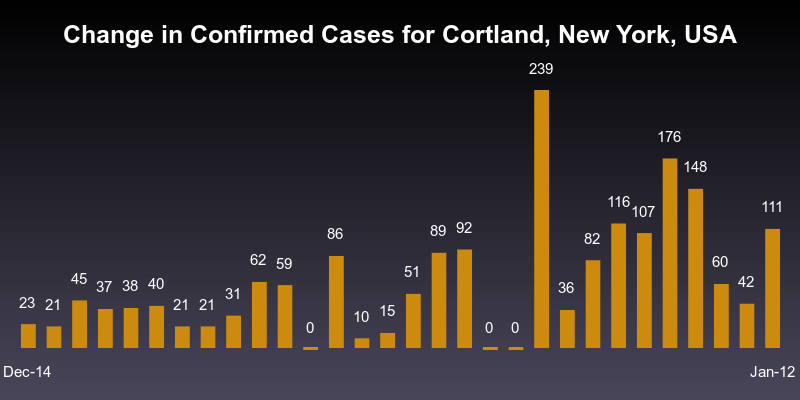 Change in Confirmed Cases for Cortland, New York, USA
23 21 45 37 38 40 21 21 31 62 59 0 86 10 15 51 89 92 0 0 239 36 82 116 107 176 148 60 42 111
Dec-14 Jan-12